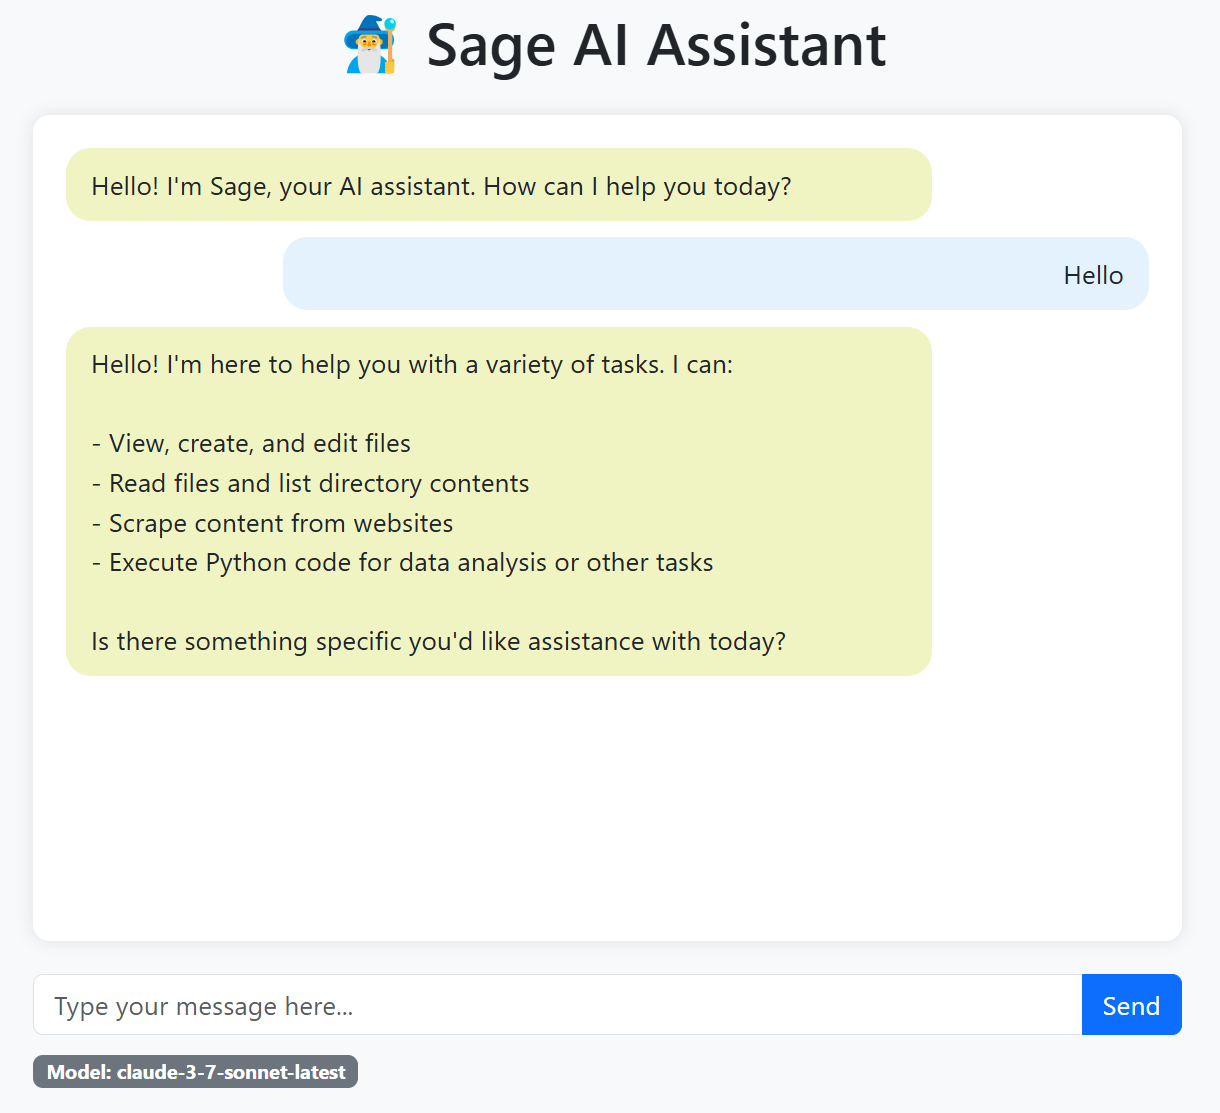 Sage AI Assistant
Hello! I'm Sage, your AI assistant. How can I help you today?
Hello
Hello! I'm here to help you with a variety of tasks. I can:
- View, create, and edit files
- Read files and list directory contents
- Scrape content from websites
- Execute Python code for data analysis or other tasks
Is there something specific you'd like assistance with today?
Type your message here...
Send
Model: claude-3-7-sonnet-latest